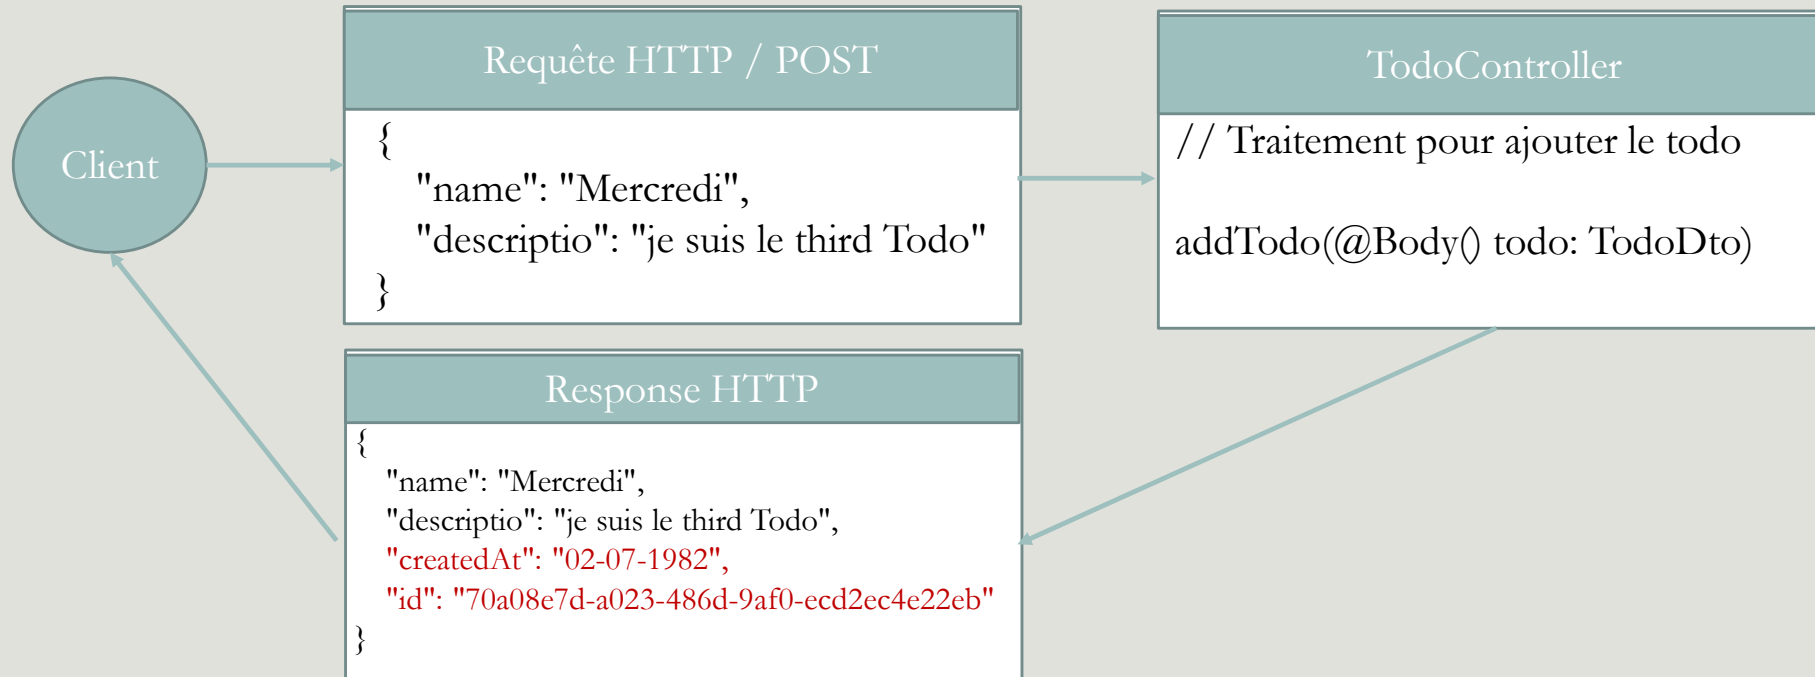 Client
Requête HTTP / POST
{
"name": "Mercredi",
"descriptio": "je suis le third Todo"
}
TodoController
// Traitement pour ajouter le todo
addTodo(@Body() todo: TodoDto)
Response HTTP
{
"name": "Mercredi",
"descriptio": "je suis le third Todo",
"createdAt": "02-07-1982",
"id": "70a08e7d-a023-486d-9af0-ecd2ec4e22eb"
}